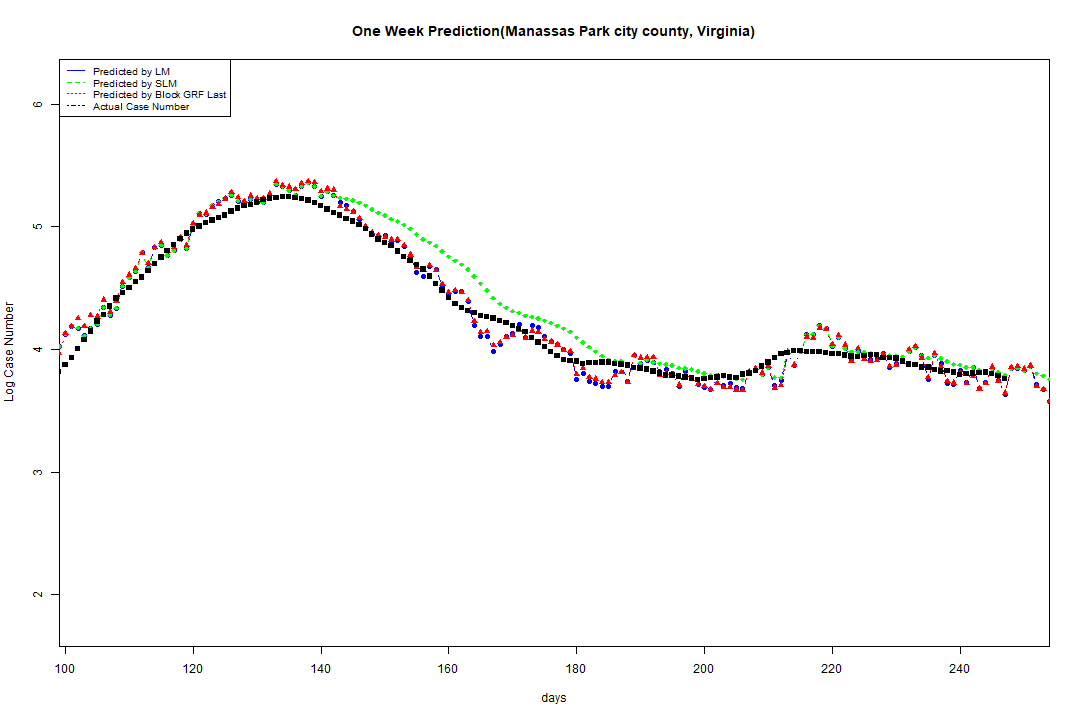 One Week Prediction(Manassas Park city county, Virginia)
Predicted by LM
Predicted by SLM
Predicted by Block GRF Last
Actual Case Number
6
5
4
3
2
Log Case Number
100 120 140 160 180 200 220 240
days